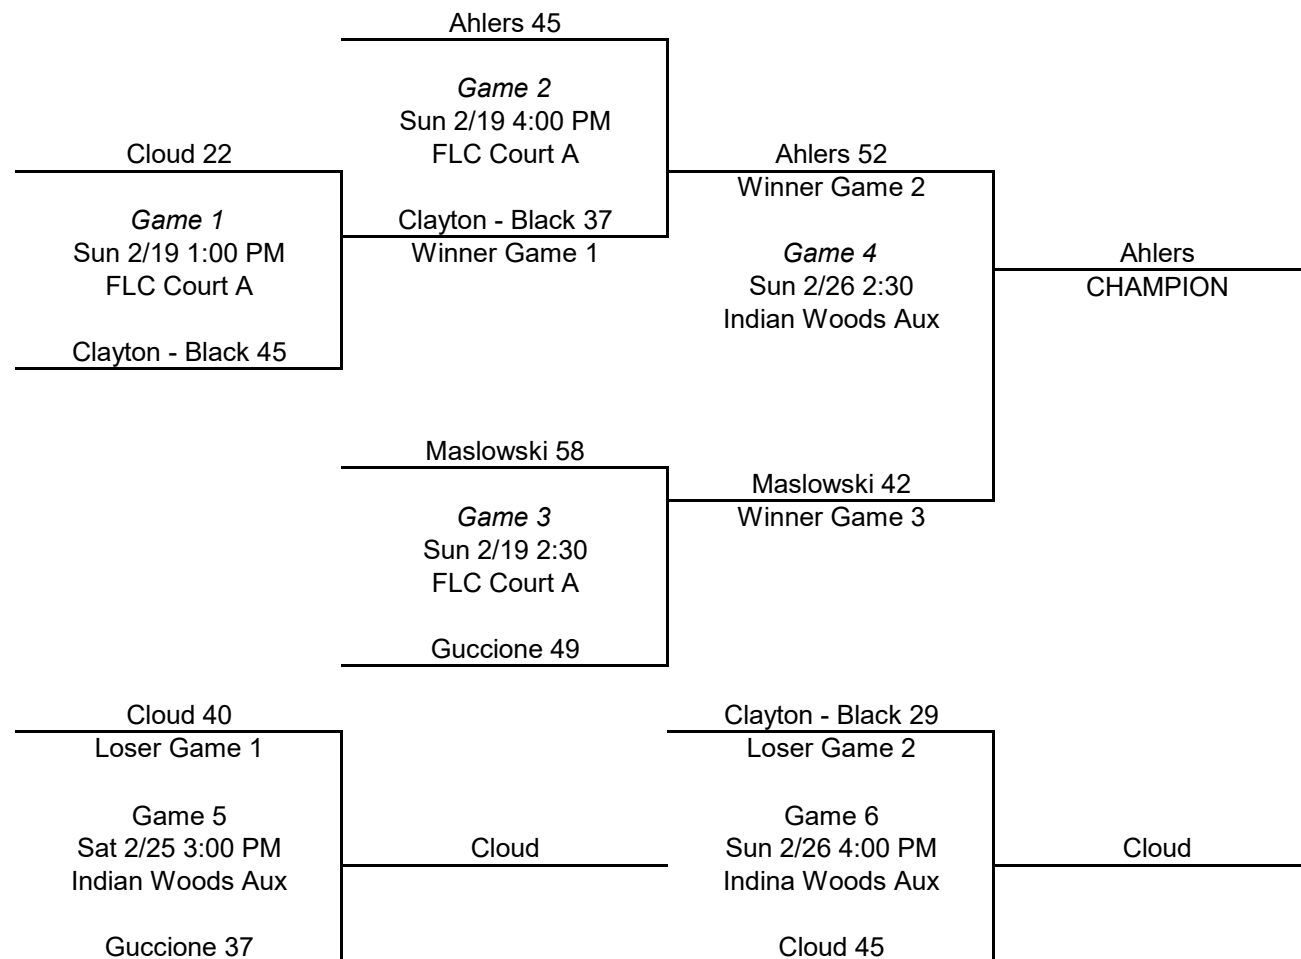 Ahlers 45
Game 2
Sun 2/19 4:00 PM
FLC Court A
Cloud 22
Game 1
Sun 2/19 1:00 PM
FLC Court A
Clayton - Black 45
Clayton - Black 37
Winner Game 1
Ahlers 52
Winner Game 2
Game 4
Sun 2/26 2:30
Indian Woods Aux
Ahlers
CHAMPION
Maslowski 58
Game 3
Sun 2/19 2:30
FLC Court A
Guccione 49
Maslowski 42
Winner Game 3
Cloud 40
Loser Game 1
Game 5
Sat 2/25 3:00 PM
Indian Woods Aux
Guccione 37
Cloud
Clayton - Black 29
Loser Game 2
Game 6
Sun 2/26 4:00 PM
Indina Woods Aux
Cloud 45
Cloud